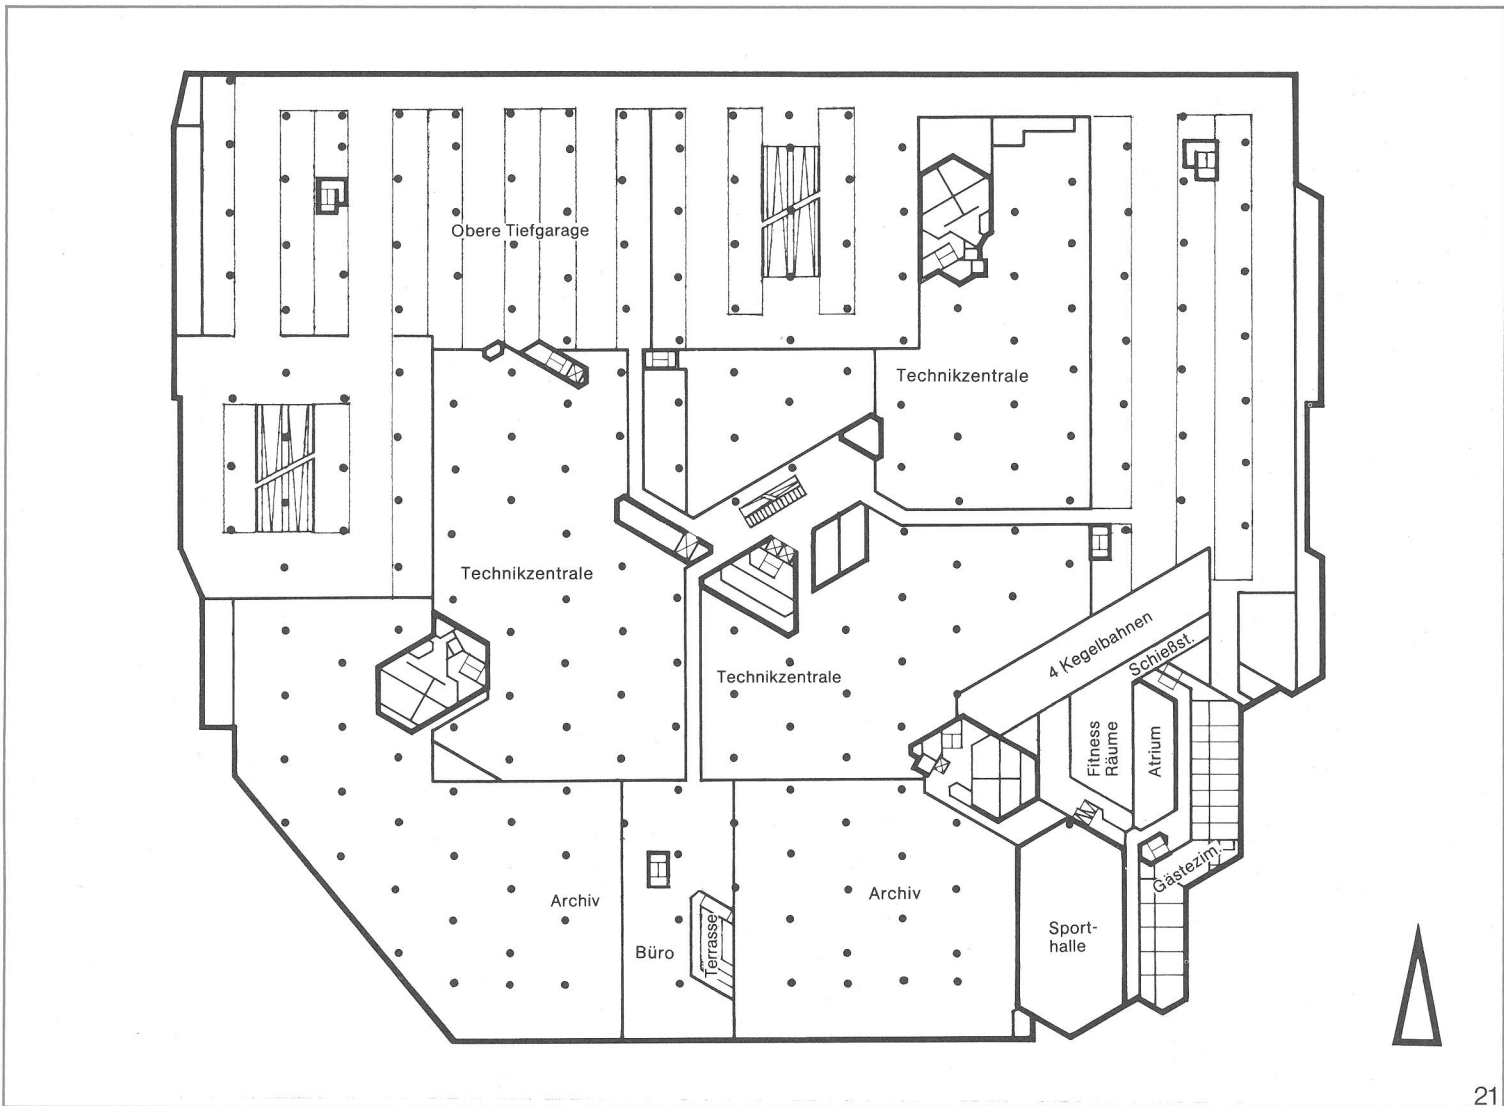 Obere Tiefgarage
Technikzentrale
Technikzentrale
4 Kegelbahnen
Schießst.
Technikzentrale
Fitness
Räume
Atrium
Gästezim.
Archiv
Archiv
Büro
Terrasse
Sport-
halle
21